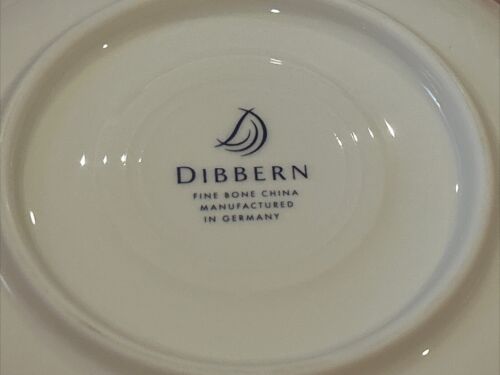 DIBBERN
FINE BONE CHINA
MANUFACTURED
IN GERMANY